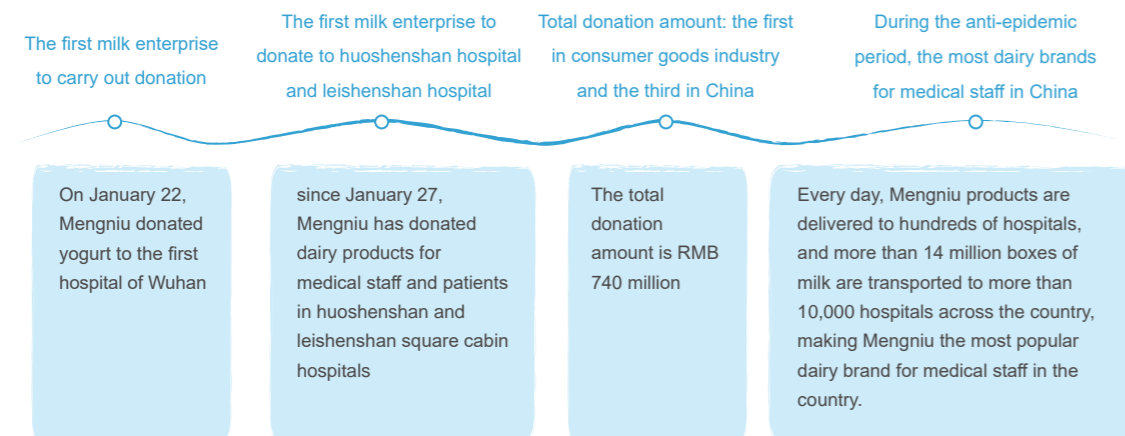 The first milk enterprise
to carry out donation
The first milk enterprise to
donate to huoshenshan hospital
and leishenshan hospital
Total donation amount: the first
in consumer goods industry
and the third in China
During the anti-epidemic
period, the most dairy brands
for medical staff in China
On January 22,
Mengniu donated
yogurt to the first
hospital of Wuhan
since January 27,
Mengniu has donated
dairy products for
medical staff and patients
in huoshenshan and
leishenshan square cabin
hospitals
The total
donation
amount is RMB
740 million
Every day, Mengniu products are
delivered to hundreds of hospitals,
and more than 14 million boxes of
milk are transported to more than
10,000 hospitals across the country,
making Mengniu the most popular
dairy brand for medical staff in the
country.